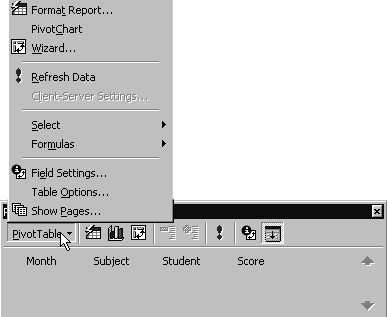 Format Report...
PivotChart
Wizard...
Refresh Data
Client-Server Settings...
Select
Formulas
Field Settings...
Table Options...
Show Pages...
PivotTable
Month Subject Student Score